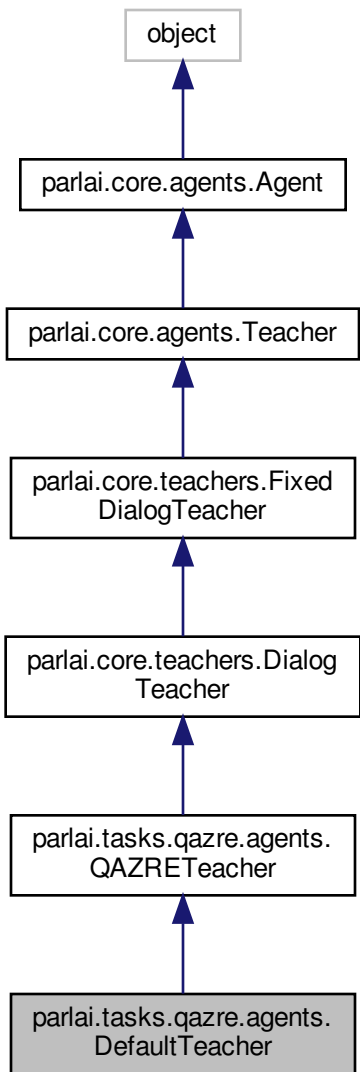 object
parlai.core.agents.Agent
parlai.core.agents.Teacher
parlai.core.teachers.Fixed
DialogTeacher
parlai.core.teachers.Dialog
Teacher
parlai.tasks.qazre.agents.
QAZRETeacher
parlai.tasks.qazre.agents.
DefaultTeacher